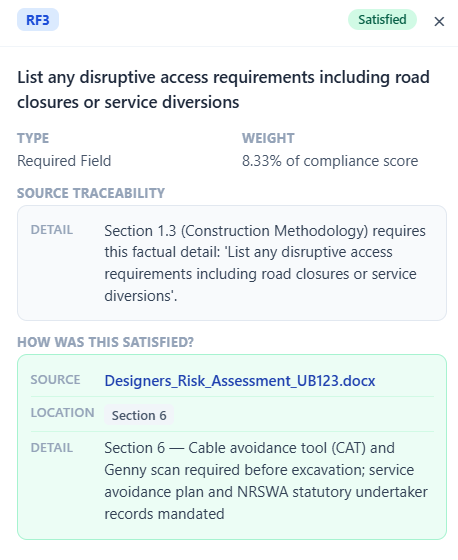 RF3
Satisfied
×
List any disruptive access requirements including road
closures or service diversions
TYPE
WEIGHT
Required Field
8.33% of compliance score
SOURCE TRACEABILITY
DETAIL
Section 1.3 (Construction Methodology) requires
this factual detail: 'List any disruptive access
requirements including road closures or service
diversions'.
HOW WAS THIS SATISFIED?
SOURCE
Designers_Risk_Assessment_UB123.docx
LOCATION
Section 6
DETAIL
Section 6 — Cable avoidance tool (CAT) and
Genny scan required before excavation; service
avoidance plan and NRSWA statutory undertaker
records mandated